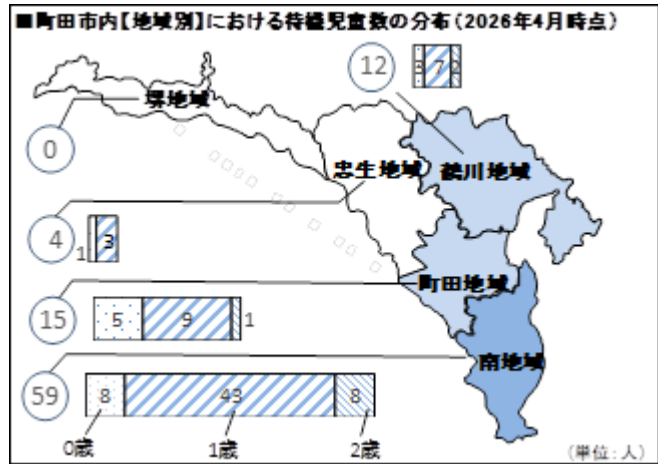 ■町田市内【地域別】における待機児童数の分布（2026年4月時点）
12
3 7 2
堺地域
0
忠生地域
鶴川地域
4
1 3
町田地域
15
5 9 1
南地域
59
8 43 8
0歳 1歳 2歳
（単位：人）